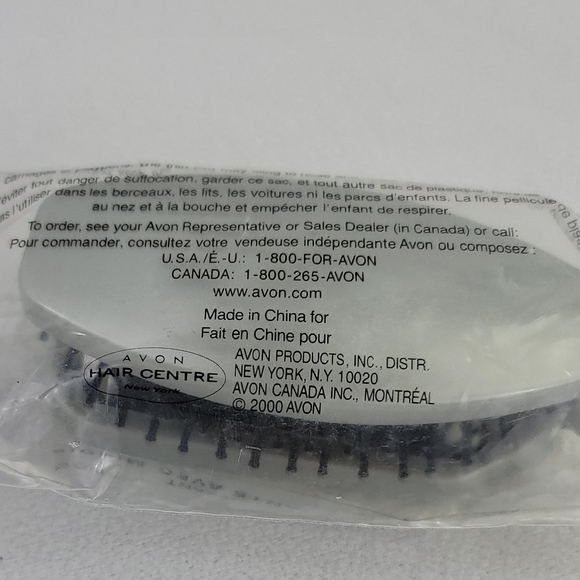 éviter tout danger de suffocation, garder ce sac, et tout autre sac de plastique,
l'utiliser dans les berceaux, les lits, les voitures ni les parcs d'enfants. La fine pellicule
au nez et à la bouche et empêcher l'enfant de respirer.
To order, see your Avon Representative or Sales Dealer (in Canada) or call:
Pour commander, consultez votre vendeuse indépendante Avon ou composez :
U.S.A./É.-U.: 1-800-FOR-AVON
CANADA: 1-800-265-AVON
www.avon.com
Made in China for
Fait en Chine pour
AVON
HAIR CENTRE
New York
AVON PRODUCTS, INC., DISTR.
NEW YORK, N.Y. 10020
AVON CANADA INC., MONTRÉAL
© 2000 AVON